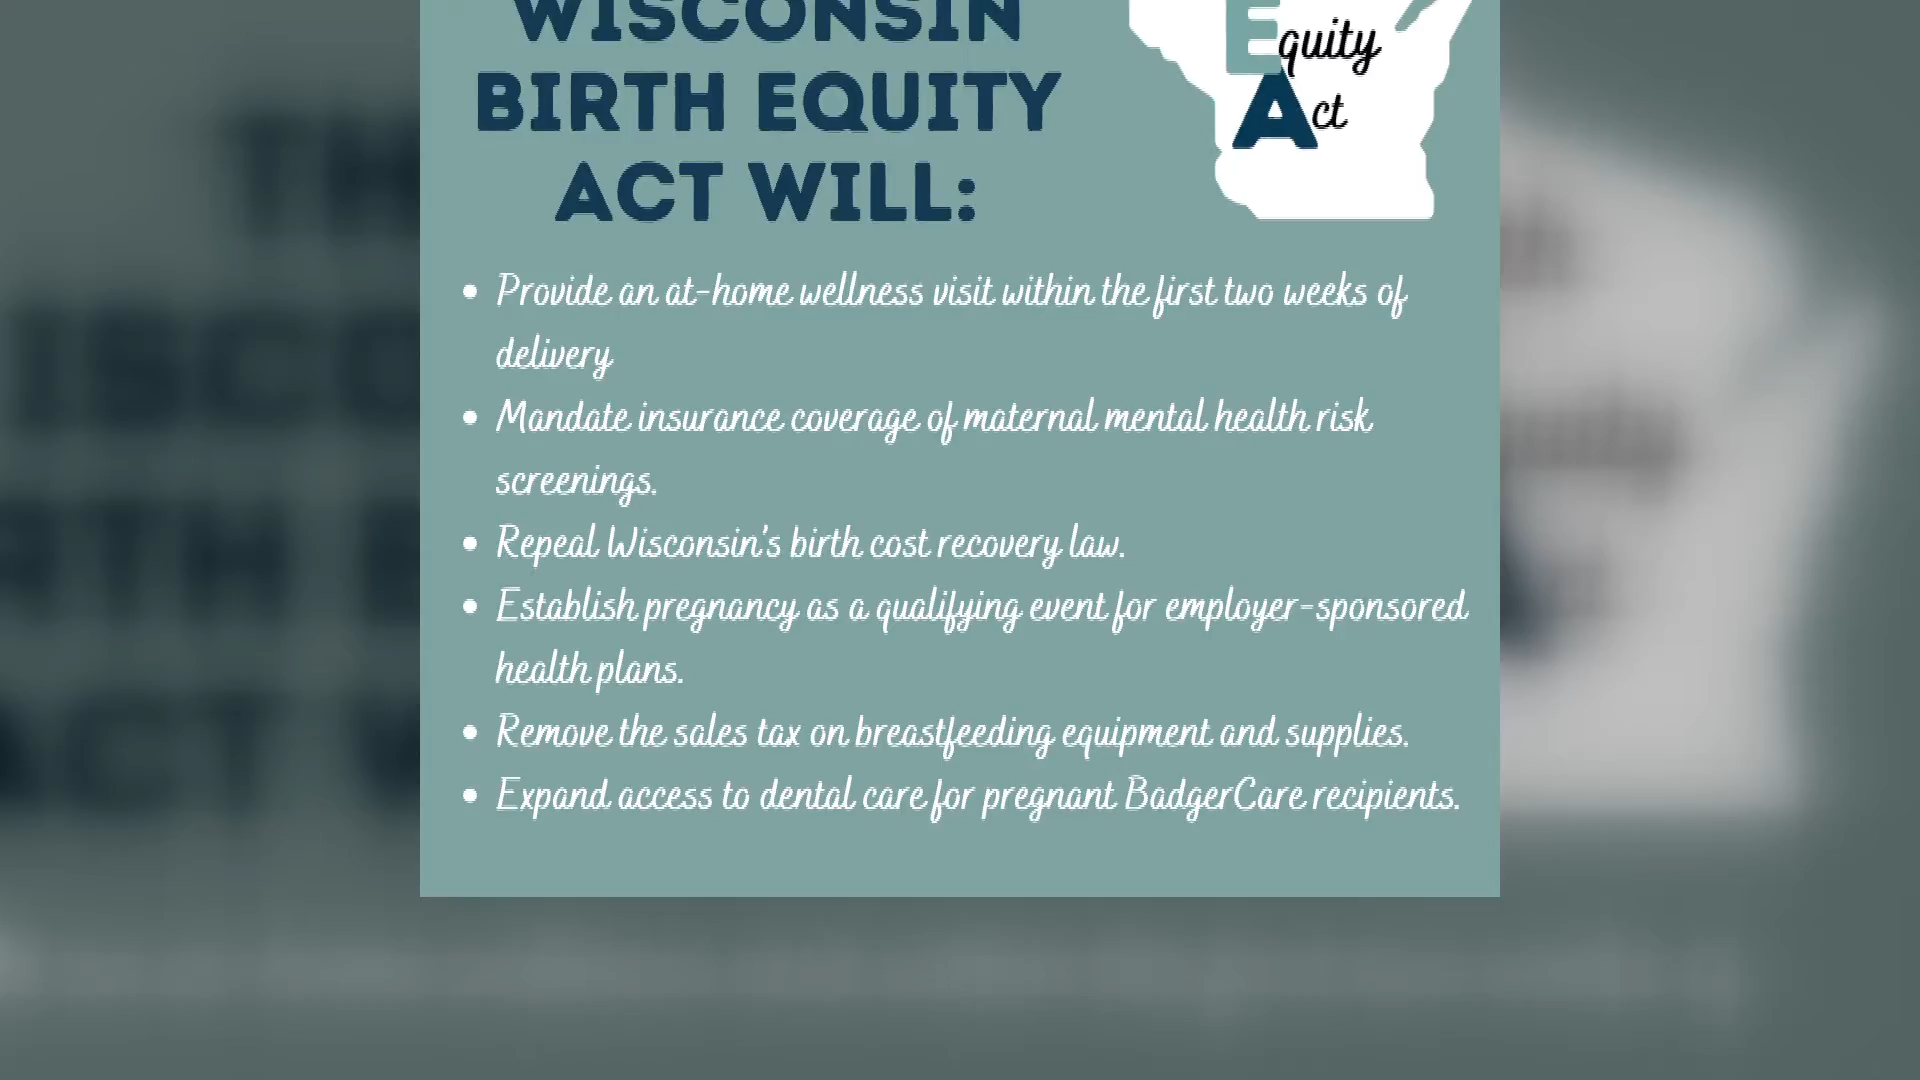 WISCONSIN
BIRTH EQUITY
ACT WILL:
Equity
Act
• Provide an at-home wellness visit within the first two weeks of
delivery
• Mandate insurance coverage of maternal mental health risk
screenings.
• Repeal Wisconsin's birth cost recovery law.
• Establish pregnancy as a qualifying event for employer-sponsored
health plans.
• Remove the sales tax on breastfeeding equipment and supplies.
• Expand access to dental care for pregnant BadgerCare recipients.